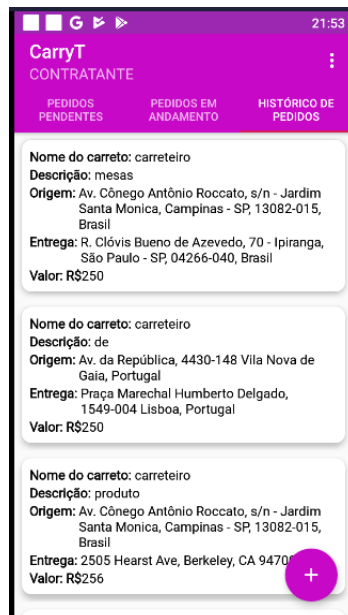 21:53
CarryT
CONTRATANTE
PEDIDOS PENDENTES
PEDIDOS EM ANDAMENTO
HISTÓRICO DE PEDIDOS
Nome do carreto: carreteiro
Descrição: mesas
Origem: Av. Cônego Antônio Roccato, s/n - Jardim
Santa Monica, Campinas - SP, 13082-015,
Brasil
Entrega: R. Clóvis Bueno de Azevedo, 70 - Ipiranga,
São Paulo - SP, 04266-040, Brasil
Valor: R$250
Nome do carreto: carreteiro
Descrição: de
Origem: Av. da República, 4430-148 Vila Nova de
Gaia, Portugal
Entrega: Praça Marechal Humberto Delgado,
1549-004 Lisboa, Portugal
Valor: R$250
Nome do carreto: carreteiro
Descrição: produto
Origem: Av. Cônego Antônio Roccato, s/n - Jardim
Santa Monica, Campinas - SP, 13082-015,
Brasil
Entrega: 2505 Hearst Ave, Berkeley, CA
Valor: R$256
+